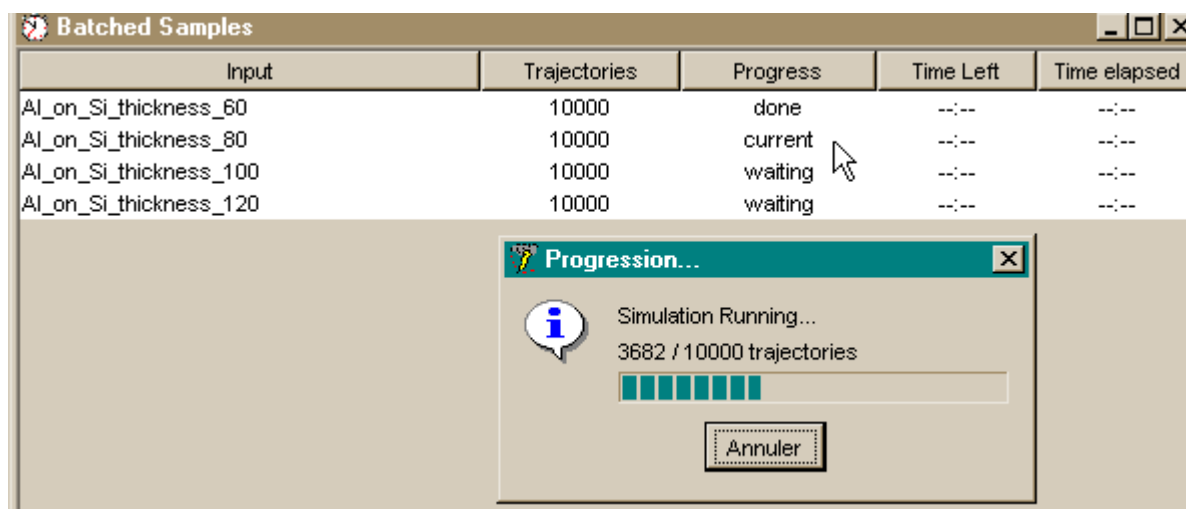 Batched Samples
Input Trajectories Progress Time Left Time elapsed
Al_on_Si_thickness_60 10000 done --:-- --:--
Al_on_Si_thickness_80 10000 current --:-- --:--
Al_on_Si_thickness_100 10000 waiting --:-- --:--
Al_on_Si_thickness_120 10000 waiting --:-- --:--
Progression...
Simulation Running...
3682 / 10000 trajectories
Annuler